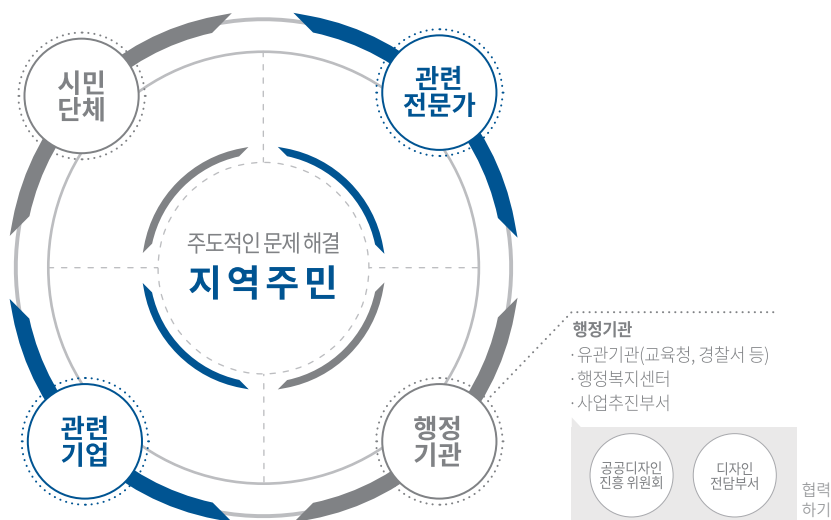 시민
단체
관련
전문가
주도적인 문제 해결
지역주민
관련
기업
행정
기관
행정기관
· 유관기관(교육청, 경찰서 등)
· 행정복지센터
· 사업추진부서
공공디자인
진흥 위원회
디자인
전담부서
협력
하기